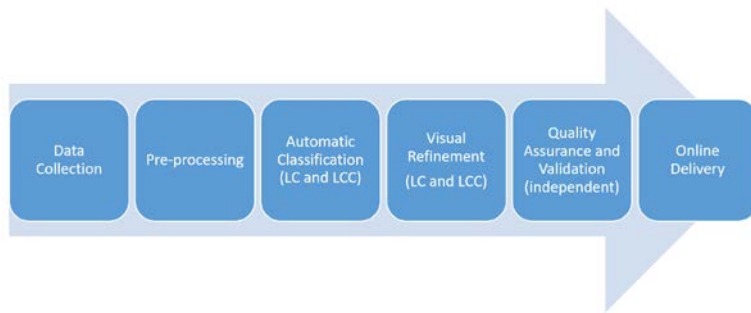 Data
Collection
Pre-processing
Automatic
Classification
(LC and LCC)
Visual
Refinement
(LC and LCC)
Quality
Assurance and
Validation
(independent)
Online
Delivery